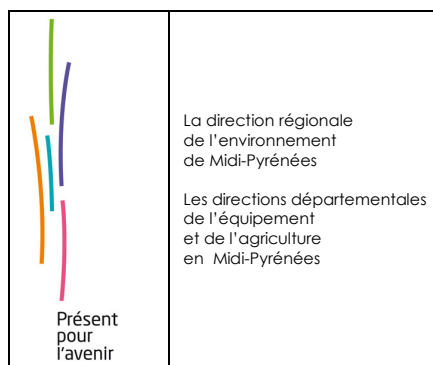 Présent
pour
l'avenir
La direction régionale
de l'environnement
de Midi-Pyrénées
Les directions départementales
de l'équipement
et de l'agriculture
en Midi-Pyrénées